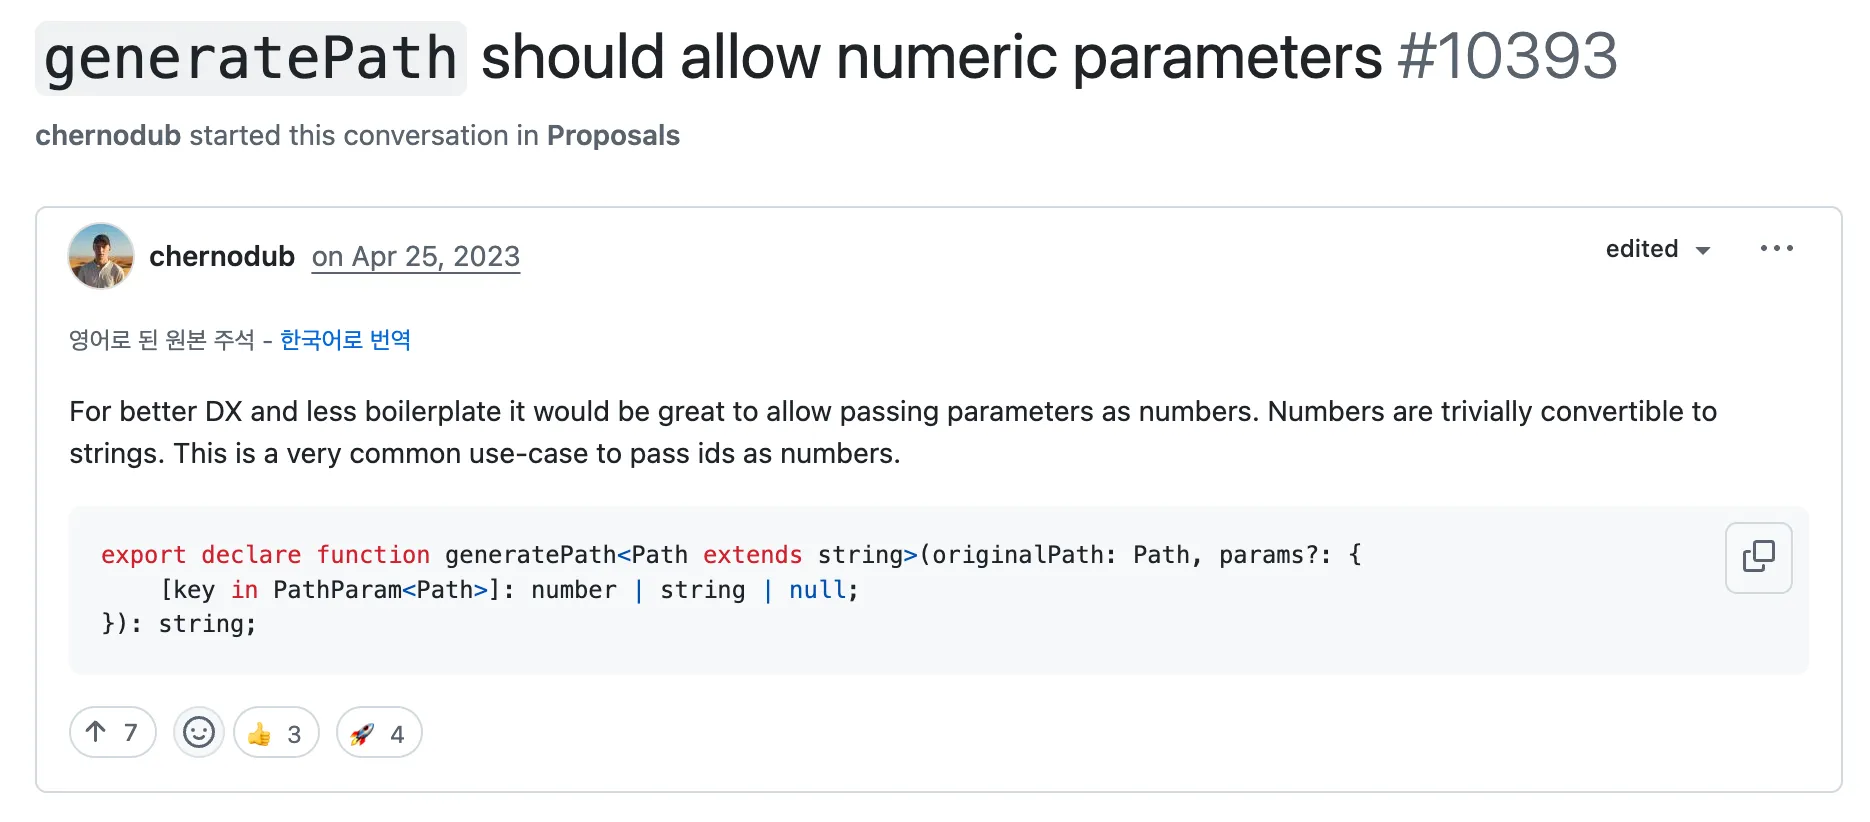 generatePath should allow numeric parameters #10393
chernodub started this conversation in Proposals
chernodub on Apr 25, 2023
edited
영어로 된 원본 주석 - 한국어로 번역
For better DX and less boilerplate it would be great to allow passing parameters as numbers. Numbers are trivially convertible to
strings. This is a very common use-case to pass ids as numbers.
export declare function generatePath<Path extends string>(originalPath: Path, params?: {
    [key in PathParam<Path>]: number | string | null;
}): string;
7 3 4